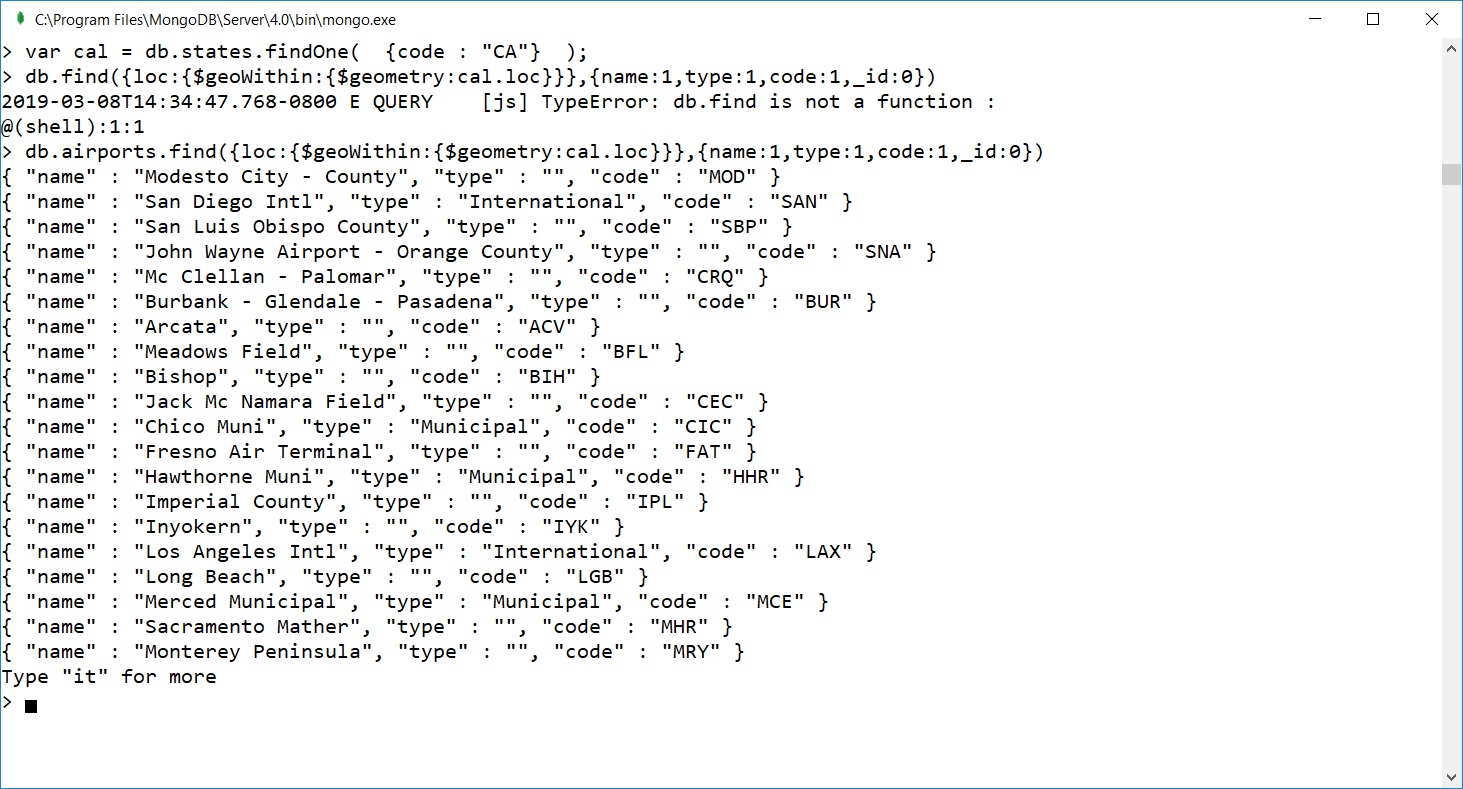 C:\Program Files\MongoDB\Server\4.0\bin\mongo.exe
> var cal = db.states.findOne(  {code : "CA"}  );
> db.find({loc:{$geoWithin:{$geometry:cal.loc}}},{name:1,type:1,code:1,_id:0})
2019-03-08T14:34:47.768-0800 E QUERY    [js] TypeError: db.find is not a function :
@(shell):1:1
> db.airports.find({loc:{$geoWithin:{$geometry:cal.loc}}},{name:1,type:1,code:1,_id:0})
{ "name" : "Modesto City - County", "type" : "", "code" : "MOD" }
{ "name" : "San Diego Intl", "type" : "International", "code" : "SAN" }
{ "name" : "San Luis Obispo County", "type" : "", "code" : "SBP" }
{ "name" : "John Wayne Airport - Orange County", "type" : "", "code" : "SNA" }
{ "name" : "Mc Clellan - Palomar", "type" : "", "code" : "CRQ" }
{ "name" : "Burbank - Glendale - Pasadena", "type" : "", "code" : "BUR" }
{ "name" : "Arcata", "type" : "", "code" : "ACV" }
{ "name" : "Meadows Field", "type" : "", "code" : "BFL" }
{ "name" : "Bishop", "type" : "", "code" : "BIH" }
{ "name" : "Jack Mc Namara Field", "type" : "", "code" : "CEC" }
{ "name" : "Chico Muni", "type" : "Municipal", "code" : "CIC" }
{ "name" : "Fresno Air Terminal", "type" : "", "code" : "FAT" }
{ "name" : "Hawthorne Muni", "type" : "Municipal", "code" : "HHR" }
{ "name" : "Imperial County", "type" : "", "code" : "IPL" }
{ "name" : "Inyokern", "type" : "", "code" : "IYK" }
{ "name" : "Los Angeles Intl", "type" : "International", "code" : "LAX" }
{ "name" : "Long Beach", "type" : "", "code" : "LGB" }
{ "name" : "Merced Municipal", "type" : "Municipal", "code" : "MCE" }
{ "name" : "Sacramento Mather", "type" : "", "code" : "MHR" }
{ "name" : "Monterey Peninsula", "type" : "", "code" : "MRY" }
Type "it" for more
>